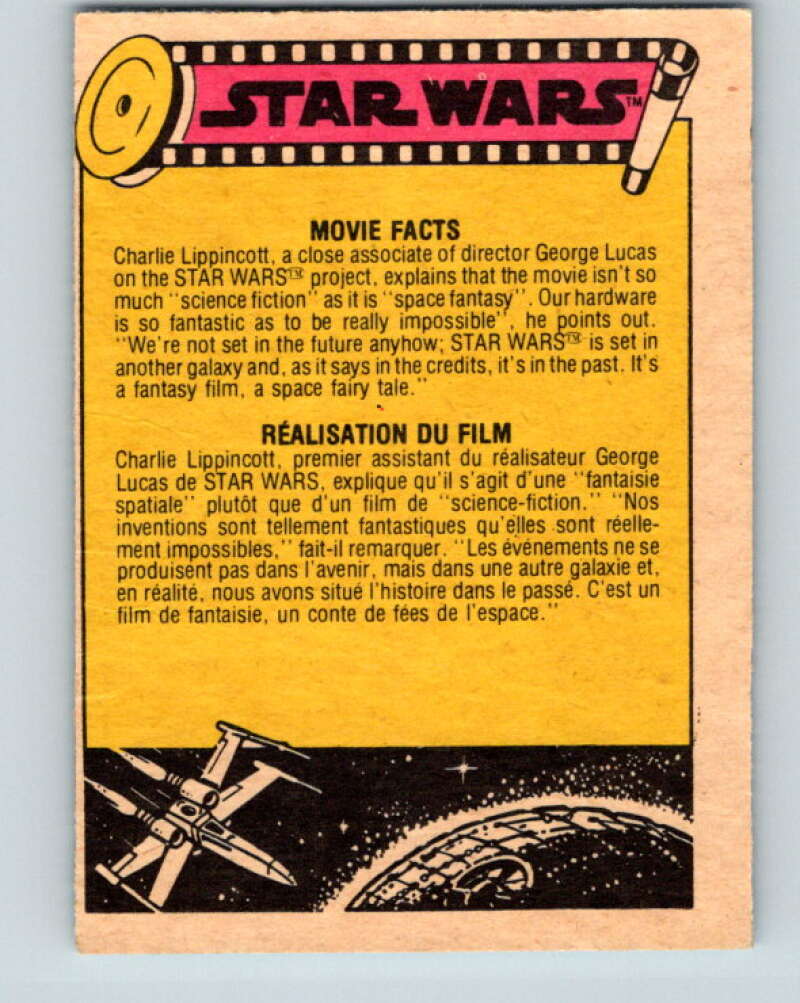 STAR WARS™
MOVIE FACTS
Charlie Lippincott, a close associate of director George Lucas
on the STAR WARS™ project, explains that the movie isn't so
much "science fiction" as it is "space fantasy". Our hardware
is so fantastic as to be really impossible", he points out.
"We're not set in the future anyhow; STAR WARS™ is set in
another galaxy and, as it says in the credits, it's in the past. It's
a fantasy film, a space fairy tale."
RÉALISATION DU FILM
Charlie Lippincott, premier assistant du réalisateur George
Lucas de STAR WARS, explique qu'il s'agit d'une "fantaisie
spatiale" plutôt que d'un film de "science-fiction." "Nos
inventions sont tellement fantastiques qu'elles sont réelle-
ment impossibles," fait-il remarquer. "Les événements ne se
produisent pas dans l'avenir, mais dans une autre galaxie et,
en réalité, nous avons situé l'histoire dans le passé. C'est un
film de fantaisie, un conte de fées de l'espace."